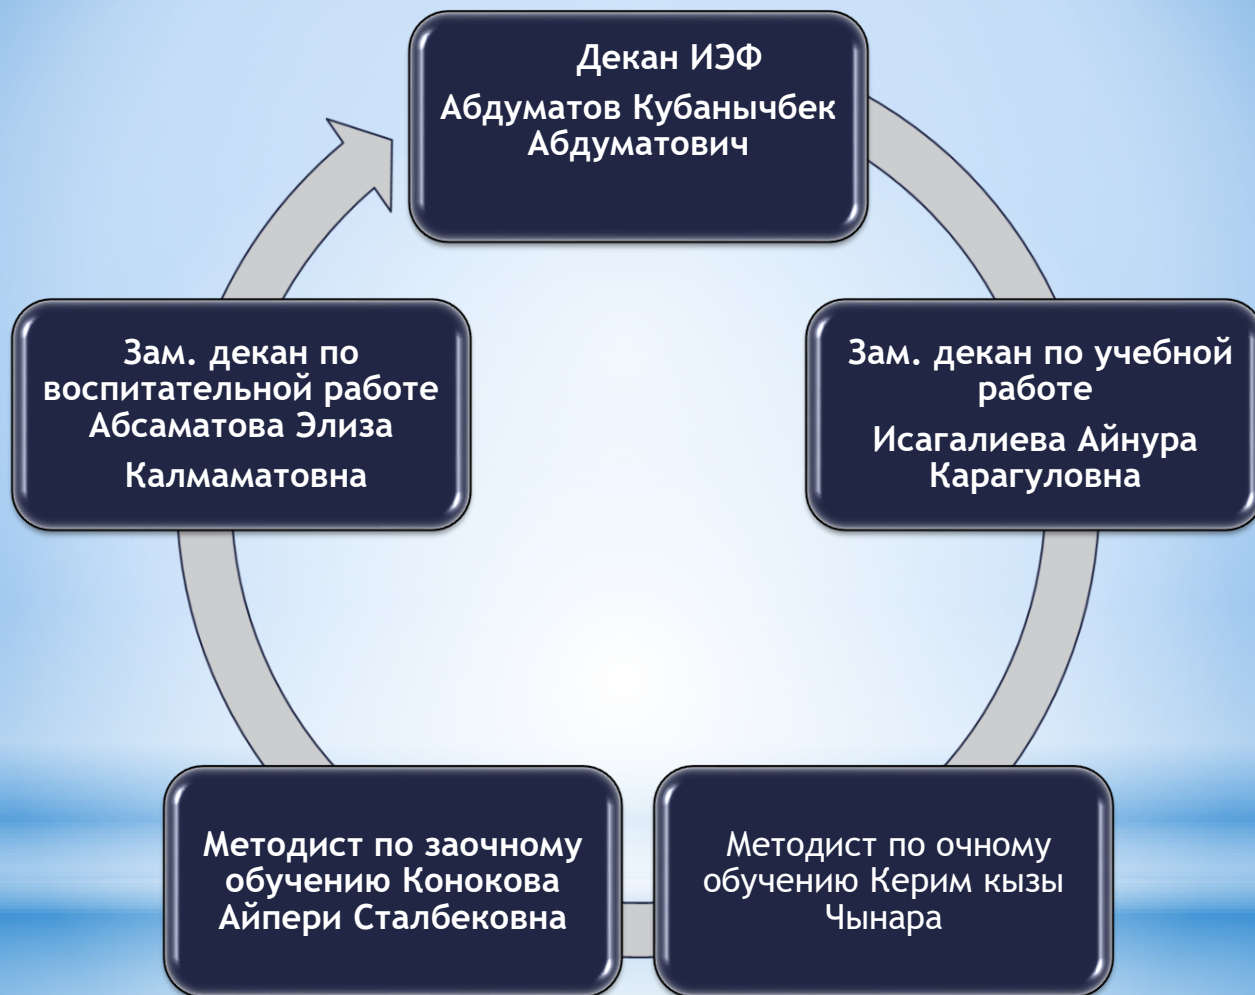 Декан ИЭФ
Абдуматов Кубанычбек
Абдуматович
Зам. декан по
воспитательной работе
Абсаматова Элиза
Калмаматовна
Зам. декан по учебной
работе
Исагалиева Айнура
Карагуловна
Методист по заочному
обучению Конокова
Айпери Сталбековна
Методист по очному
обучению Керим кызы
Чынара